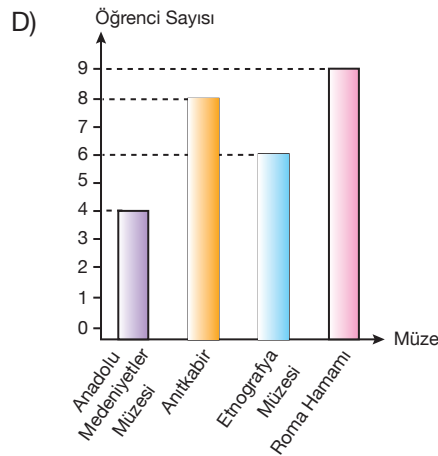 D)
Öğrenci Sayısı
9
8
7
6
5
4
3
2
1
0
Müze
Anadolu
Medeniyetler
Müzesi
Anıtkabir
Etnografya
Müzesi
Roma Hamamı